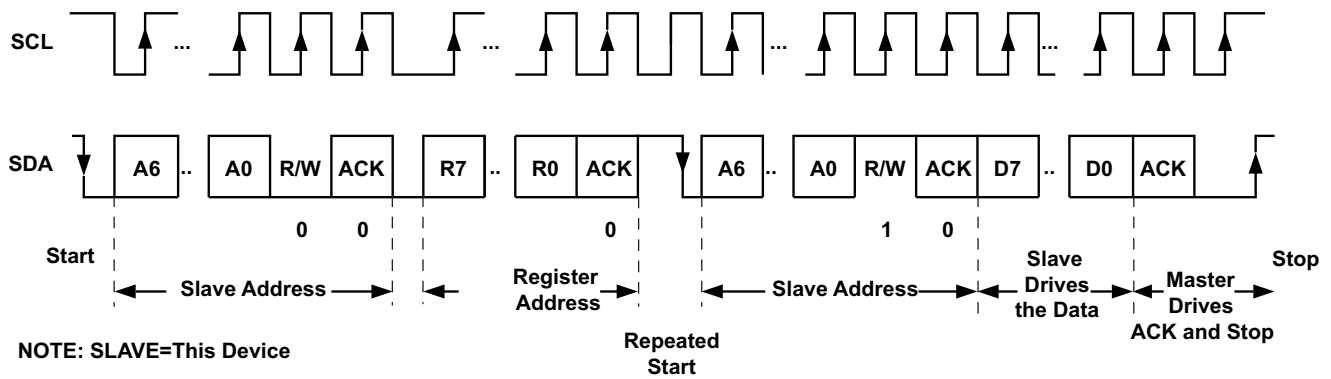 SCL ... ... ... ...
SDA A6 .. A0 R/W ACK R7 .. R0 ACK A6 .. A0 R/W ACK D7 .. D0 ACK
0 0 0 1 0
Start Slave Address Register Address Slave Address Slave Drives the Data Master Drives ACK and Stop Stop
Repeated Start
NOTE: SLAVE=This Device